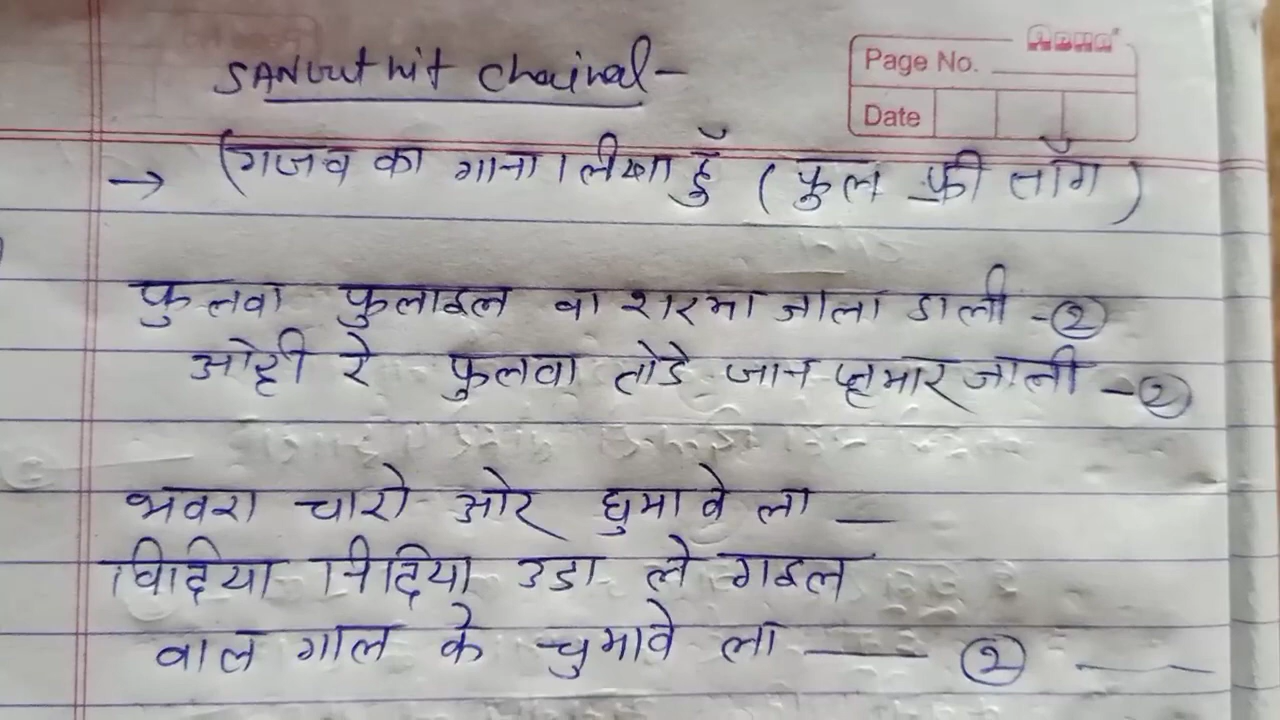 SANGUT hit Chainal -
Page No.
Date
→ (गजब का गाना लिखा हुँ (फुल फ्री लॉग)
फुलवा फुलाइल बा शरमा जाला डाली - ②
ओही रे फुलवा तोडे जान हमार जाली - ②
भवरा चारो ओर घुमावे ला —
बिंदिया निंदिया उडा ले गइल
बाल गाल के चुमावे ला — ② —